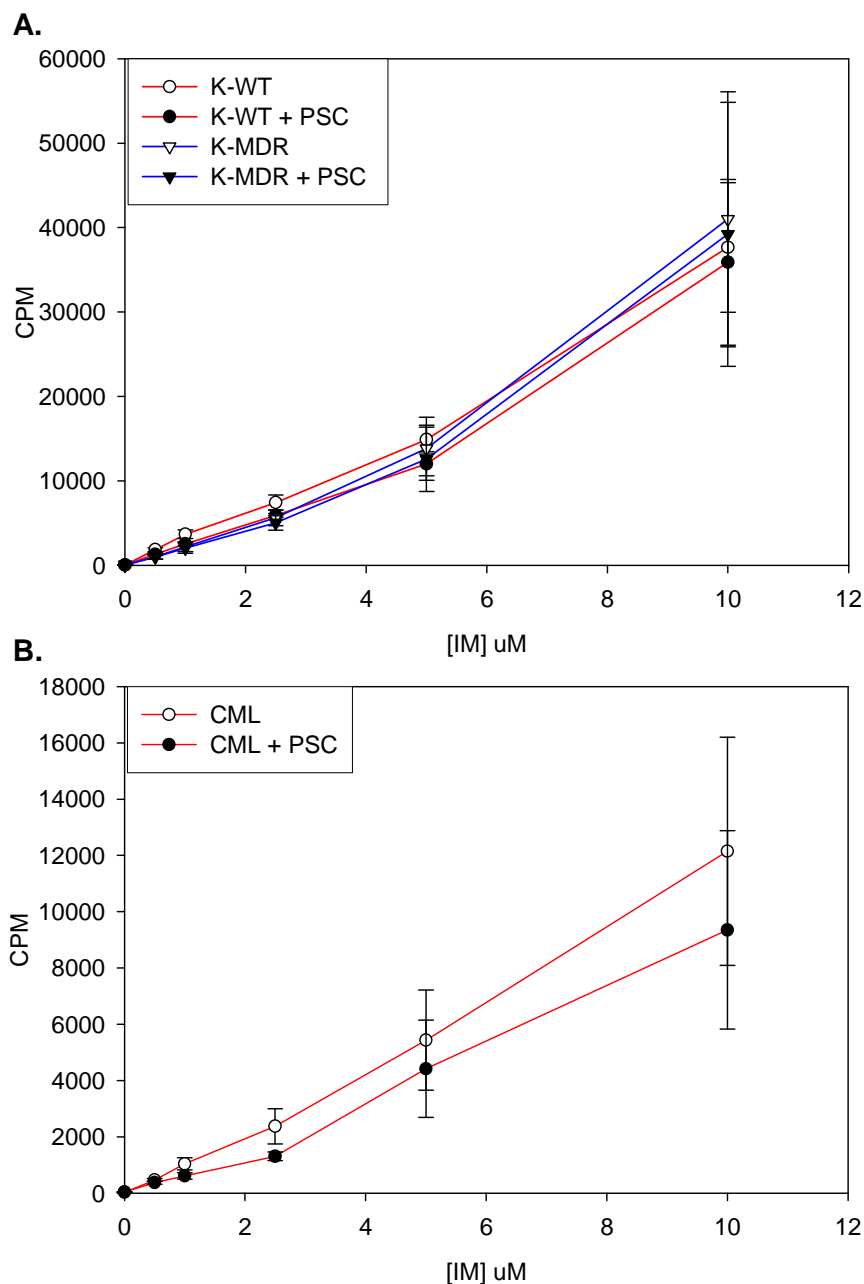 A.
60000
50000
40000
30000
20000
10000
0
CPM
K-WT
K-WT + PSC
K-MDR
K-MDR + PSC
0 2 4 6 8 10 12
[IM] uM
B.
18000
16000
14000
12000
10000
8000
6000
4000
2000
0
CPM
CML
CML + PSC
0 2 4 6 8 10 12
[IM] uM